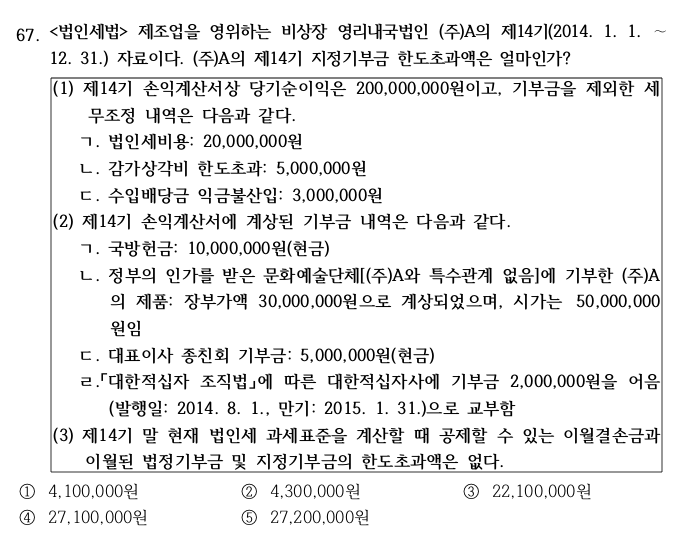 67. <법인세법> 제조업을 영위하는 비상장 영리내국법인 (주)A의 제14기(2014. 1. 1. ~
12. 31.) 자료이다. (주)A의 제14기 지정기부금 한도초과액은 얼마인가?
(1) 제14기 손익계산서상 당기순이익은 200,000,000원이고, 기부금을 제외한 세
무조정 내역은 다음과 같다.
ㄱ. 법인세비용: 20,000,000원
ㄴ. 감가상각비 한도초과: 5,000,000원
ㄷ. 수입배당금 익금불산입: 3,000,000원
(2) 제14기 손익계산서에 계상된 기부금 내역은 다음과 같다.
ㄱ. 국방헌금: 10,000,000원(현금)
ㄴ. 정부의 인가를 받은 문화예술단체[(주)A와 특수관계 없음]에 기부한 (주)A
의 제품: 장부가액 30,000,000원으로 계상되었으며, 시가는 50,000,000
원임
ㄷ. 대표이사 종친회 기부금: 5,000,000원(현금)
ㄹ.「대한적십자 조직법」에 따른 대한적십자사에 기부금 2,000,000원을 어음
(발행일: 2014. 8. 1., 만기: 2015. 1. 31.)으로 교부함
(3) 제14기 말 현재 법인세 과세표준을 계산할 때 공제할 수 있는 이월결손금과
이월된 법정기부금 및 지정기부금의 한도초과액은 없다.
① 4,100,000원 ② 4,300,000원 ③ 22,100,000원
④ 27,100,000원 ⑤ 27,200,000원